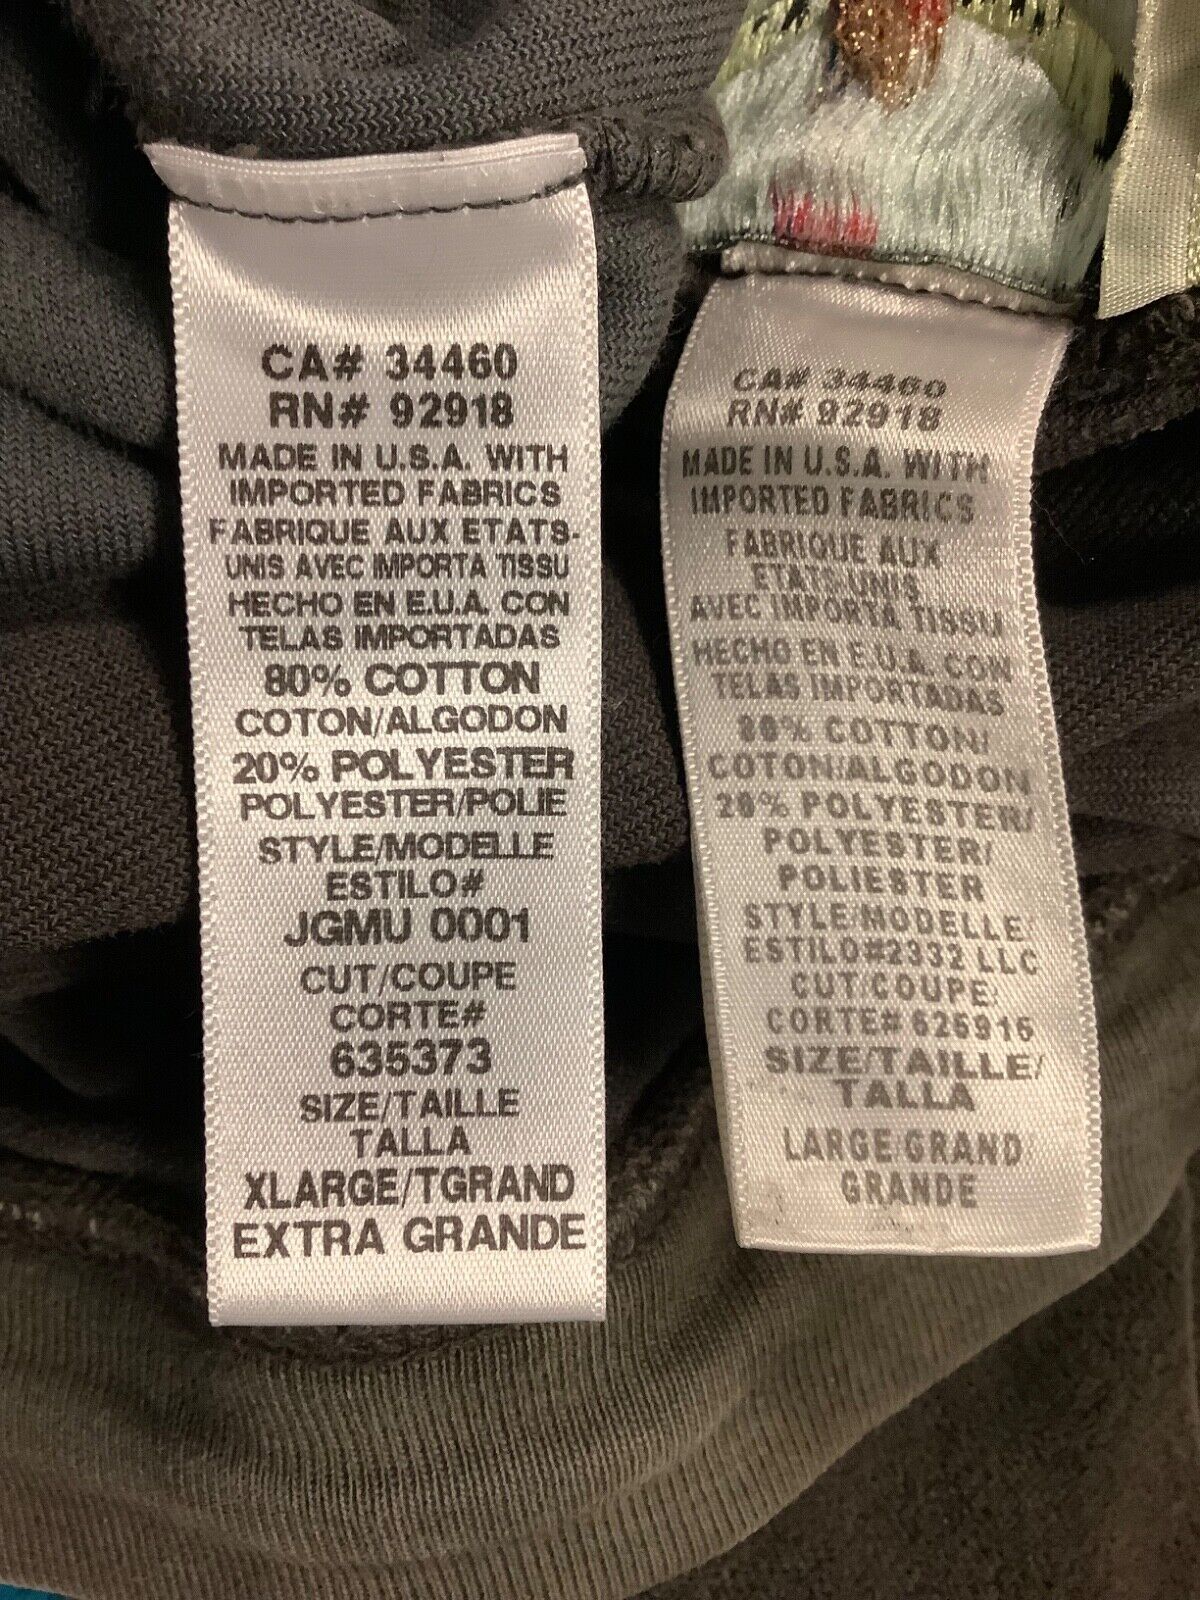 CA# 34460
RN# 92918
MADE IN U.S.A. WITH
IMPORTED FABRICS
FABRIQUE AUX ETATS-
UNIS AVEC IMPORTA TISSU
HECHO EN E.U.A. CON
TELAS IMPORTADAS
80% COTTON
COTON/ALGODON
20% POLYESTER
POLYESTER/POLIE
STYLE/MODELLE
ESTILO#
JGMU 0001
CUT/COUPE
CORTE#
635373
SIZE/TAILLE
TALLA
XLARGE/TGRAND
EXTRA GRANDE
CA# 34460
RN# 92918
MADE IN U.S.A. WITH
IMPORTED FABRICS
FABRIQUE AUX
ETATS-UNIS
AVEC IMPORTA TISSU
HECHO EN E.U.A. CON
TELAS IMPORTADAS
80% COTTON/
COTON/ALGODON
20% POLYESTER/
POLYESTER/
POLIESTER
STYLE/MODELLE/
ESTILO#2332 LLC
CUT/COUPE/
CORTE# 626916
SIZE/TAILLE/
TALLA
LARGE/GRAND/
GRANDE